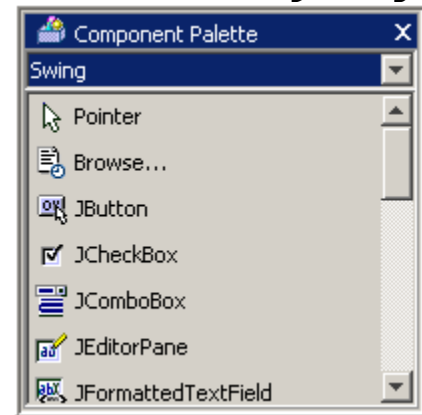 Component Palette
Swing
Pointer
Browse...
JButton
JCheckBox
JComboBox
JEditorPane
JFormattedTextField